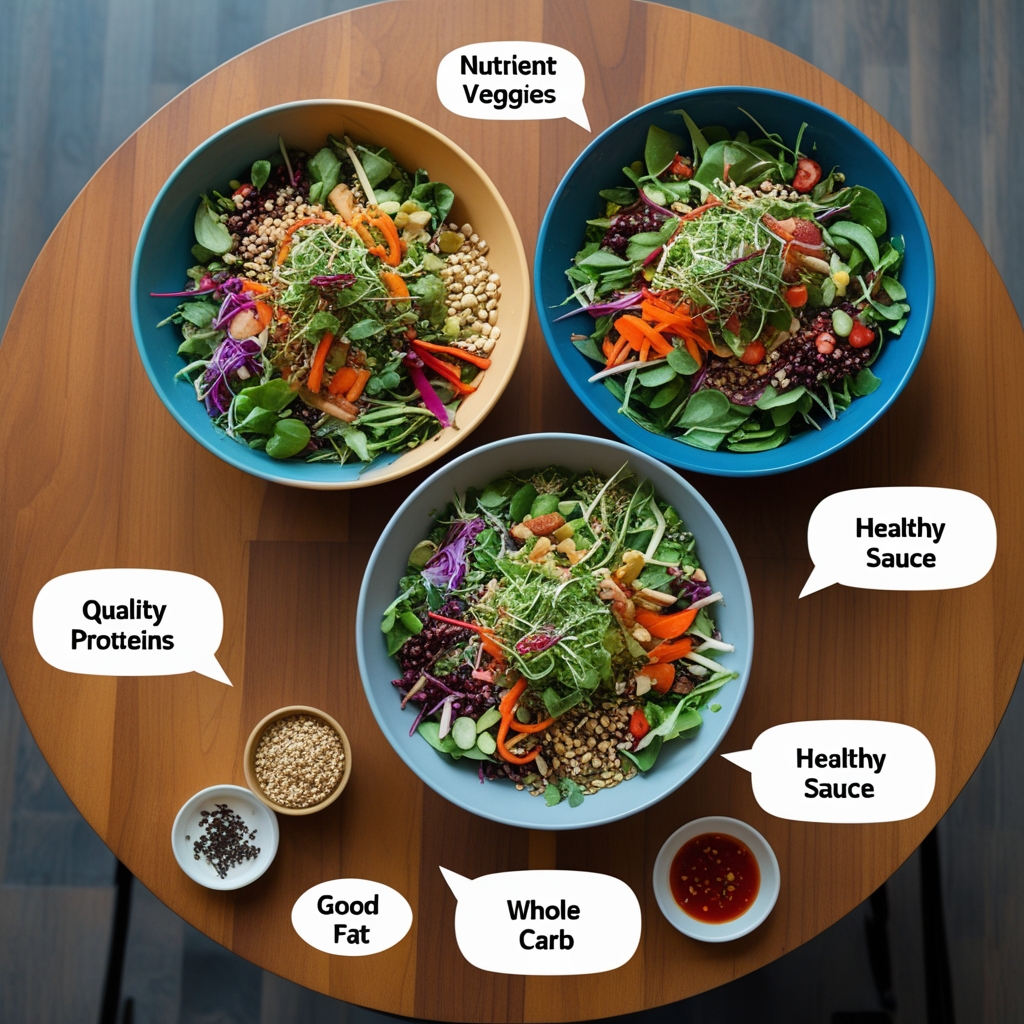 Nutrient
Veggies
Healthy
Sauce
Quality
Protteins
Healthy
Sauce
Good
Fat
Whole
Carb